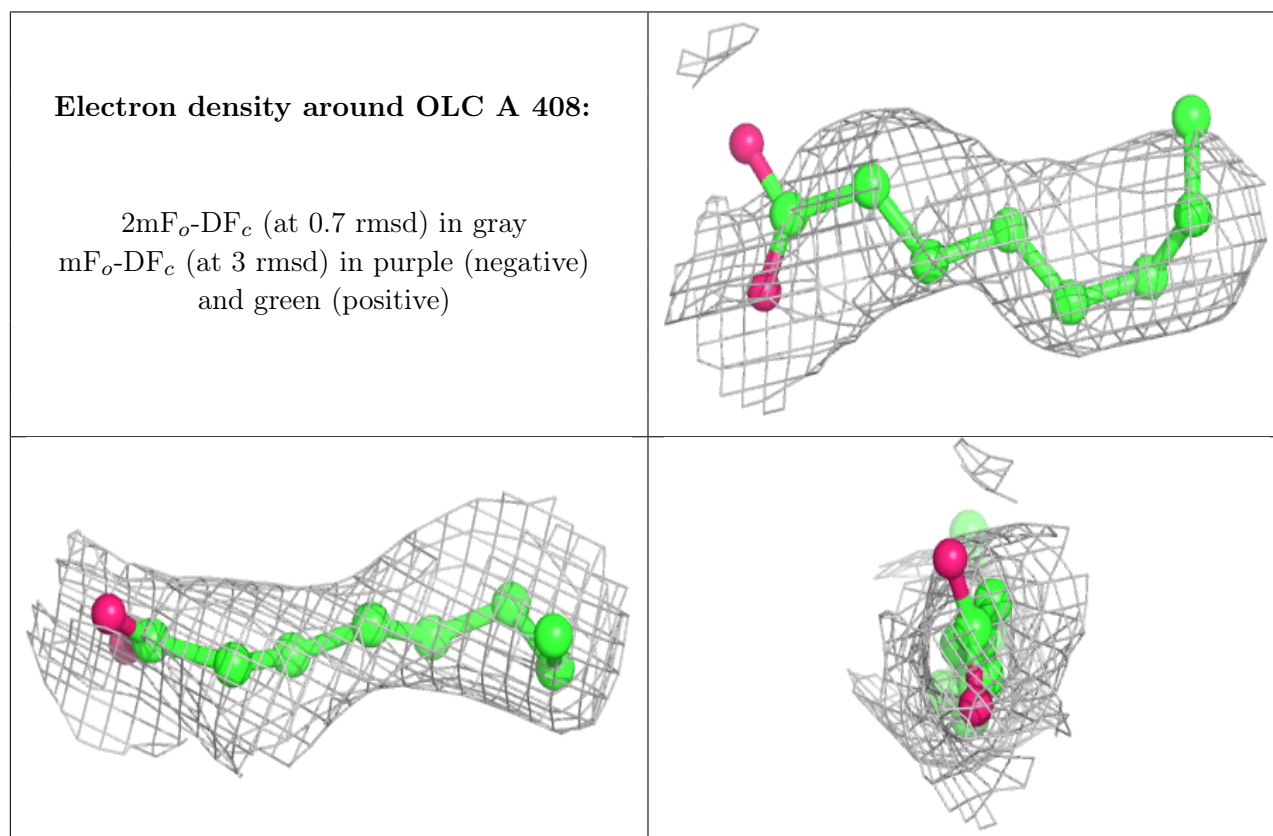 Electron density around OLC A 408:
2mFo-DFc (at 0.7 rmsd) in gray
mFo-DFc (at 3 rmsd) in purple (negative)
and green (positive)